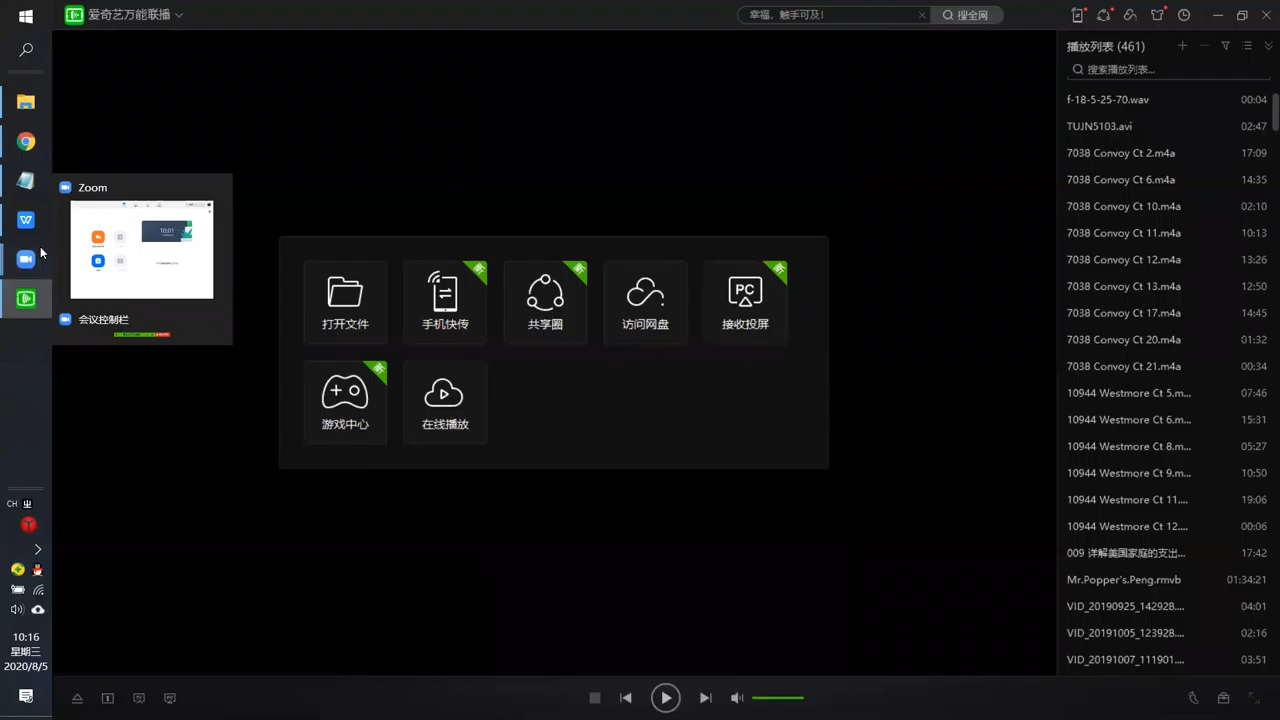 爱奇艺万能联播
幸福，触手可及!
搜全网
Zoom
10:01
会议控制栏
打开文件
手机快传
新
共享圈
新
访问网盘
PC
接收投屏
新
游戏中心
新
在线播放
播放列表 (461)
搜索播放列表...
f-18-5-25-70.wav 00:04
TUJN5103.avi 02:47
7038 Convoy Ct 2.m4a 17:09
7038 Convoy Ct 6.m4a 14:35
7038 Convoy Ct 10.m4a 02:10
7038 Convoy Ct 11.m4a 10:13
7038 Convoy Ct 12.m4a 13:26
7038 Convoy Ct 13.m4a 12:50
7038 Convoy Ct 17.m4a 14:45
7038 Convoy Ct 20.m4a 01:32
7038 Convoy Ct 21.m4a 00:34
10944 Westmore Ct 5.m... 07:46
10944 Westmore Ct 6.m... 15:31
10944 Westmore Ct 8.m... 05:27
10944 Westmore Ct 9.m... 10:50
10944 Westmore Ct 11.... 19:06
10944 Westmore Ct 12.... 00:06
009 详解美国家庭的支出... 17:42
Mr.Popper's.Peng.rmvb 01:34:21
VID_20190925_142928.... 04:01
VID_20191005_123928.... 02:16
VID_20191007_111901.... 03:51
CH
10:16
星期三
2020/8/5